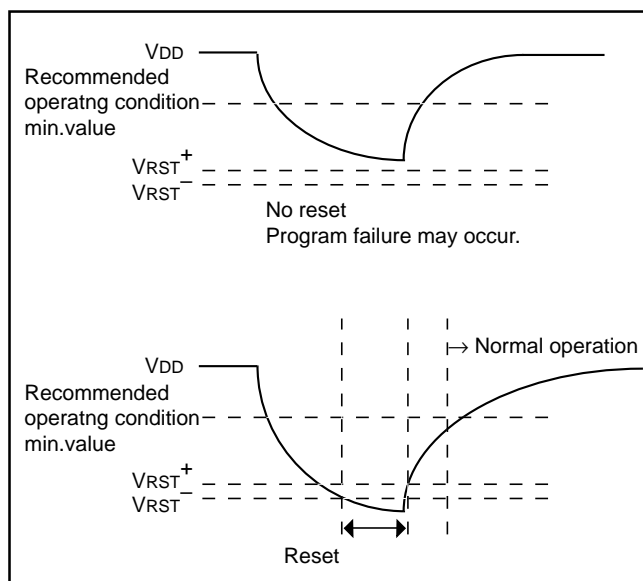 VDD
Recommended
operatng condition
min.value
VRST+
VRST−
No reset
Program failure may occur.
→ Normal operation
VDD
Recommended
operatng condition
min.value
VRST+
VRST−
Reset